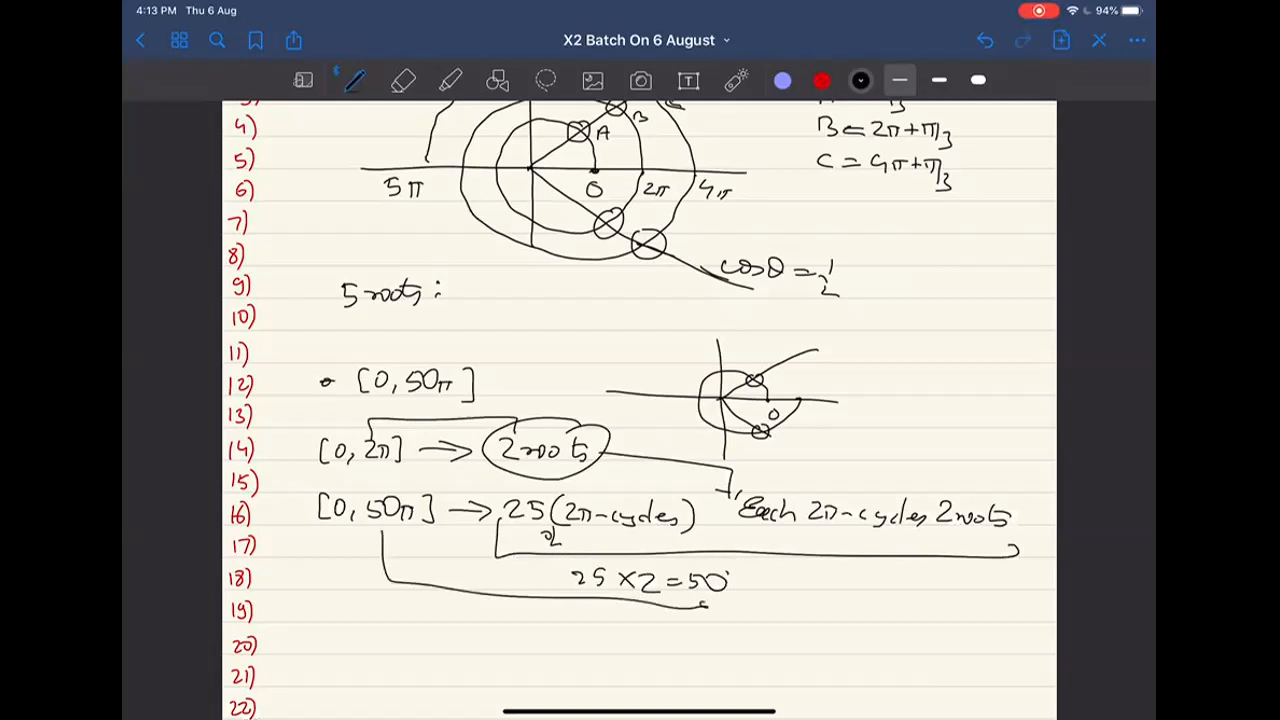 4:13 PM Thu 6 Aug
94%
X2 Batch On 6 August
T
4)
5)
6)
7)
8)
9)
10)
11)
12)
13)
14)
15)
16)
17)
18)
19)
20)
21)
22)
A
B
B = 2π+π/3
C = 4π+π/3
5π
0
2π
4π
cosθ = 1/2
5 roots :
[0, 50π]
0
[0, 2π] → 2 roots
[0, 50π] → 25 (2π-cycles) Each 2π-cycles 2 roots
25 × 2 = 50